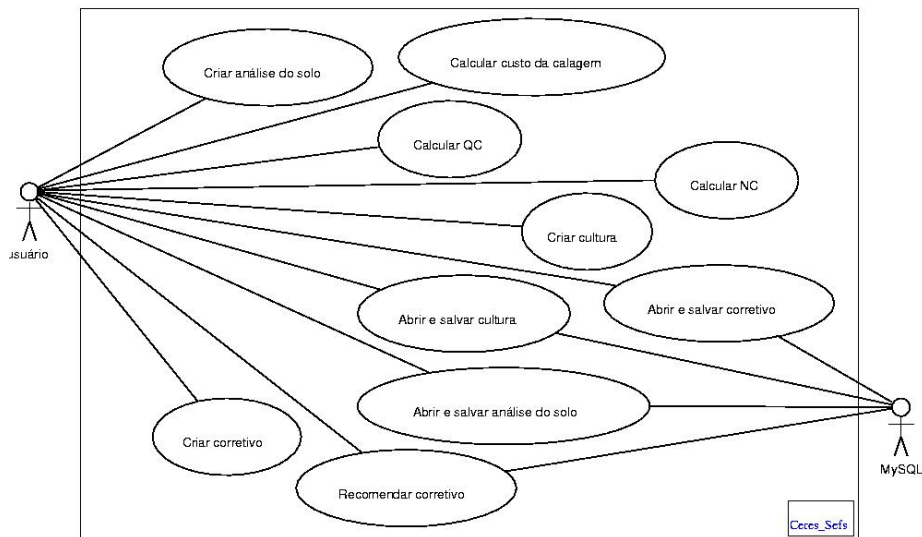 Criar análise do solo
Calcular custo da calagem
Calcular QC
Calcular NC
usuário
Criar cultura
Abrir e salvar corretivo
Abrir e salvar cultura
Abrir e salvar análise do solo
Criar corretivo
MySQL
Recomendar corretivo
Ceres_Sefs